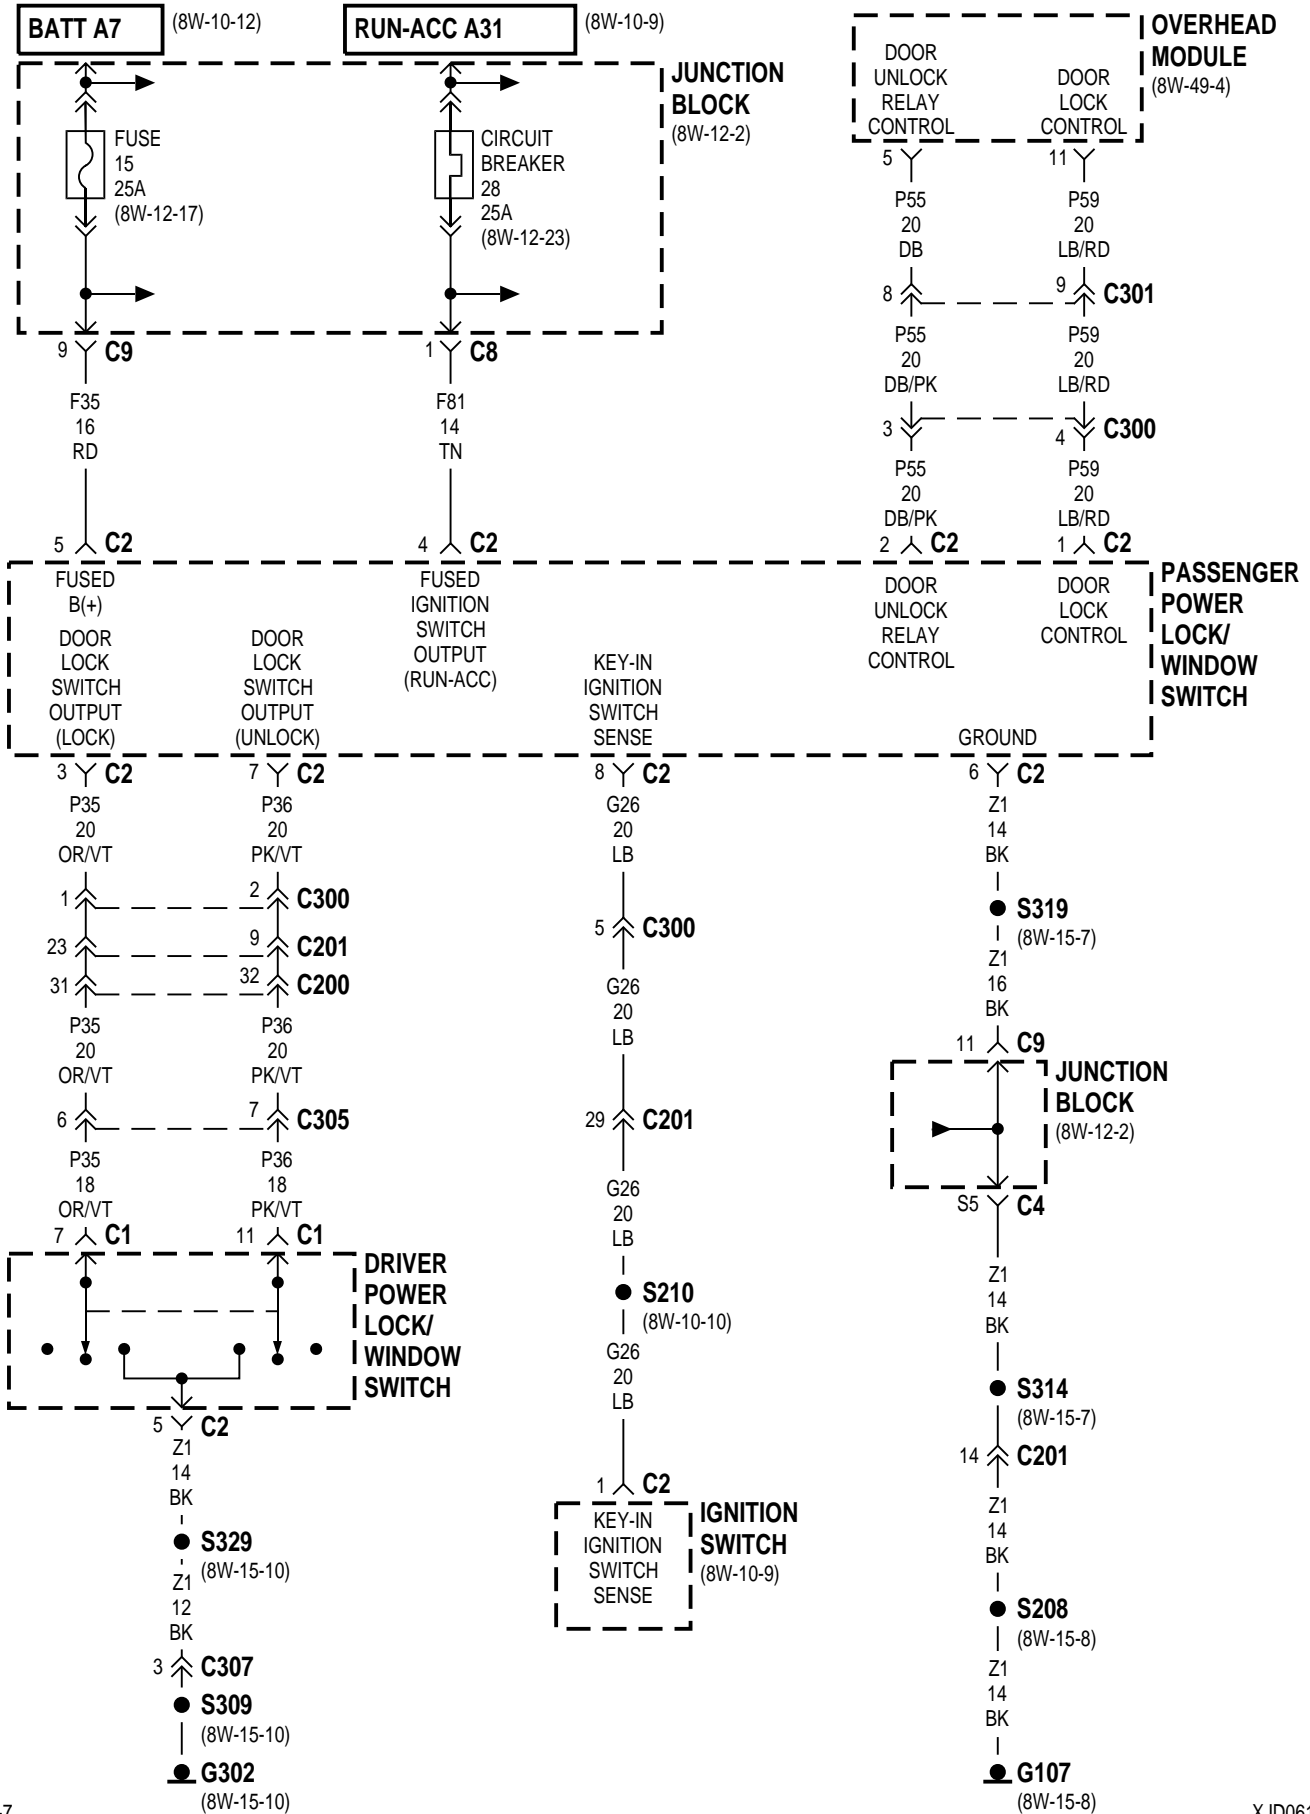 BATT A7
(8W-10-12)
RUN-ACC A31
(8W-10-9)
JUNCTION
BLOCK
(8W-12-2)
OVERHEAD
MODULE
(8W-49-4)
DOOR
UNLOCK
RELAY
CONTROL
DOOR
LOCK
CONTROL
FUSE
15
25A
(8W-12-17)
CIRCUIT
BREAKER
28
25A
(8W-12-23)
5
11
P55
20
DB
P59
20
LB/RD
8
9
C301
P55
20
DB/PK
P59
20
LB/RD
3
4
C300
P55
20
DB/PK
P59
20
LB/RD
9
C9
1
C8
F35
16
RD
F81
14
TN
5
C2
4
C2
2
C2
1
C2
PASSENGER
POWER
LOCK/
WINDOW
SWITCH
FUSED
B(+)
FUSED
IGNITION
SWITCH
OUTPUT
(RUN-ACC)
DOOR
UNLOCK
RELAY
CONTROL
DOOR
LOCK
CONTROL
DOOR
LOCK
SWITCH
OUTPUT
(LOCK)
DOOR
LOCK
SWITCH
OUTPUT
(UNLOCK)
KEY-IN
IGNITION
SWITCH
SENSE
GROUND
3
C2
7
C2
8
C2
6
C2
P35
20
OR/VT
P36
20
PK/VT
1
2
C300
23
9
C201
31
32
C200
P35
20
OR/VT
P36
20
PK/VT
6
7
C305
P35
18
OR/VT
P36
18
PK/VT
7
C1
11
C1
DRIVER
POWER
LOCK/
WINDOW
SWITCH
5
C2
Z1
14
BK
S329
(8W-15-10)
Z1
12
BK
3
C307
S309
(8W-15-10)
G302
(8W-15-10)
G26
20
LB
5
C300
G26
20
LB
29
C201
G26
20
LB
S210
(8W-10-10)
G26
20
LB
1
C2
KEY-IN
IGNITION
SWITCH
SENSE
IGNITION
SWITCH
(8W-10-9)
Z1
14
BK
S319
(8W-15-7)
Z1
16
BK
11
C9
JUNCTION
BLOCK
(8W-12-2)
S5
C4
Z1
14
BK
S314
(8W-15-7)
14
C201
Z1
14
BK
S208
(8W-15-8)
Z1
14
BK
G107
(8W-15-8)